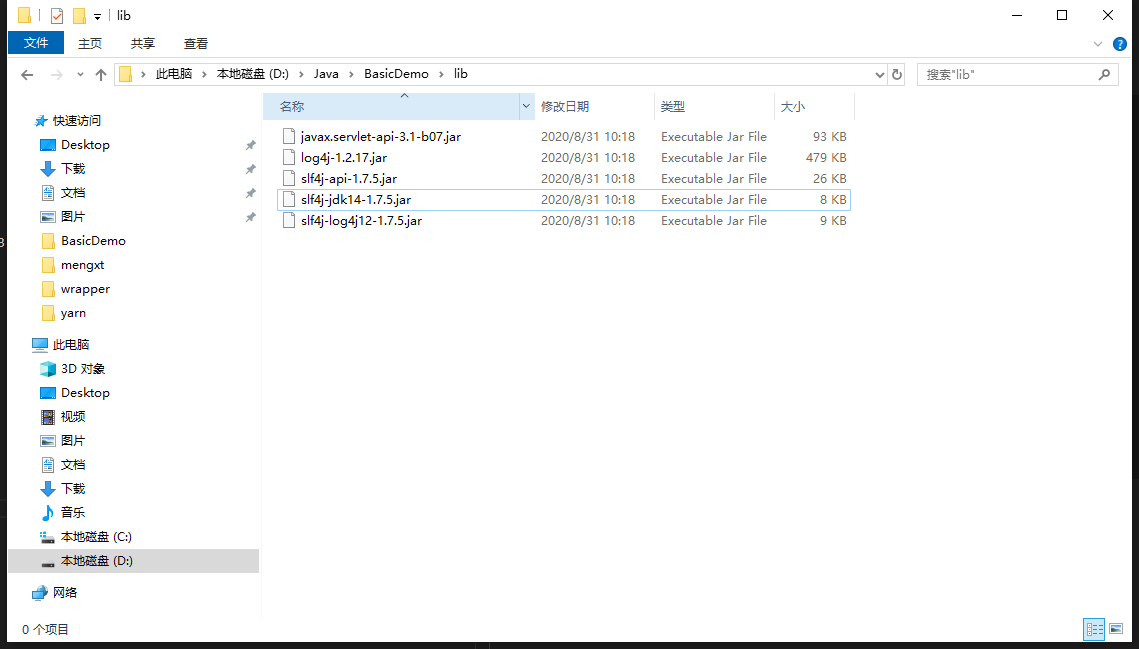 lib
文件 主页 共享 查看
此电脑 本地磁盘 (D:) Java BasicDemo lib 搜索"lib"
名称 修改日期 类型 大小
javax.servlet-api-3.1-b07.jar 2020/8/31 10:18 Executable Jar File 93 KB
log4j-1.2.17.jar 2020/8/31 10:18 Executable Jar File 479 KB
slf4j-api-1.7.5.jar 2020/8/31 10:18 Executable Jar File 26 KB
slf4j-jdk14-1.7.5.jar 2020/8/31 10:18 Executable Jar File 8 KB
slf4j-log4j12-1.7.5.jar 2020/8/31 10:18 Executable Jar File 9 KB
快速访问
Desktop
下载
文档
图片
BasicDemo
mengxt
wrapper
yarn
此电脑
3D 对象
Desktop
视频
图片
文档
下载
音乐
本地磁盘 (C:)
本地磁盘 (D:)
网络
0 个项目